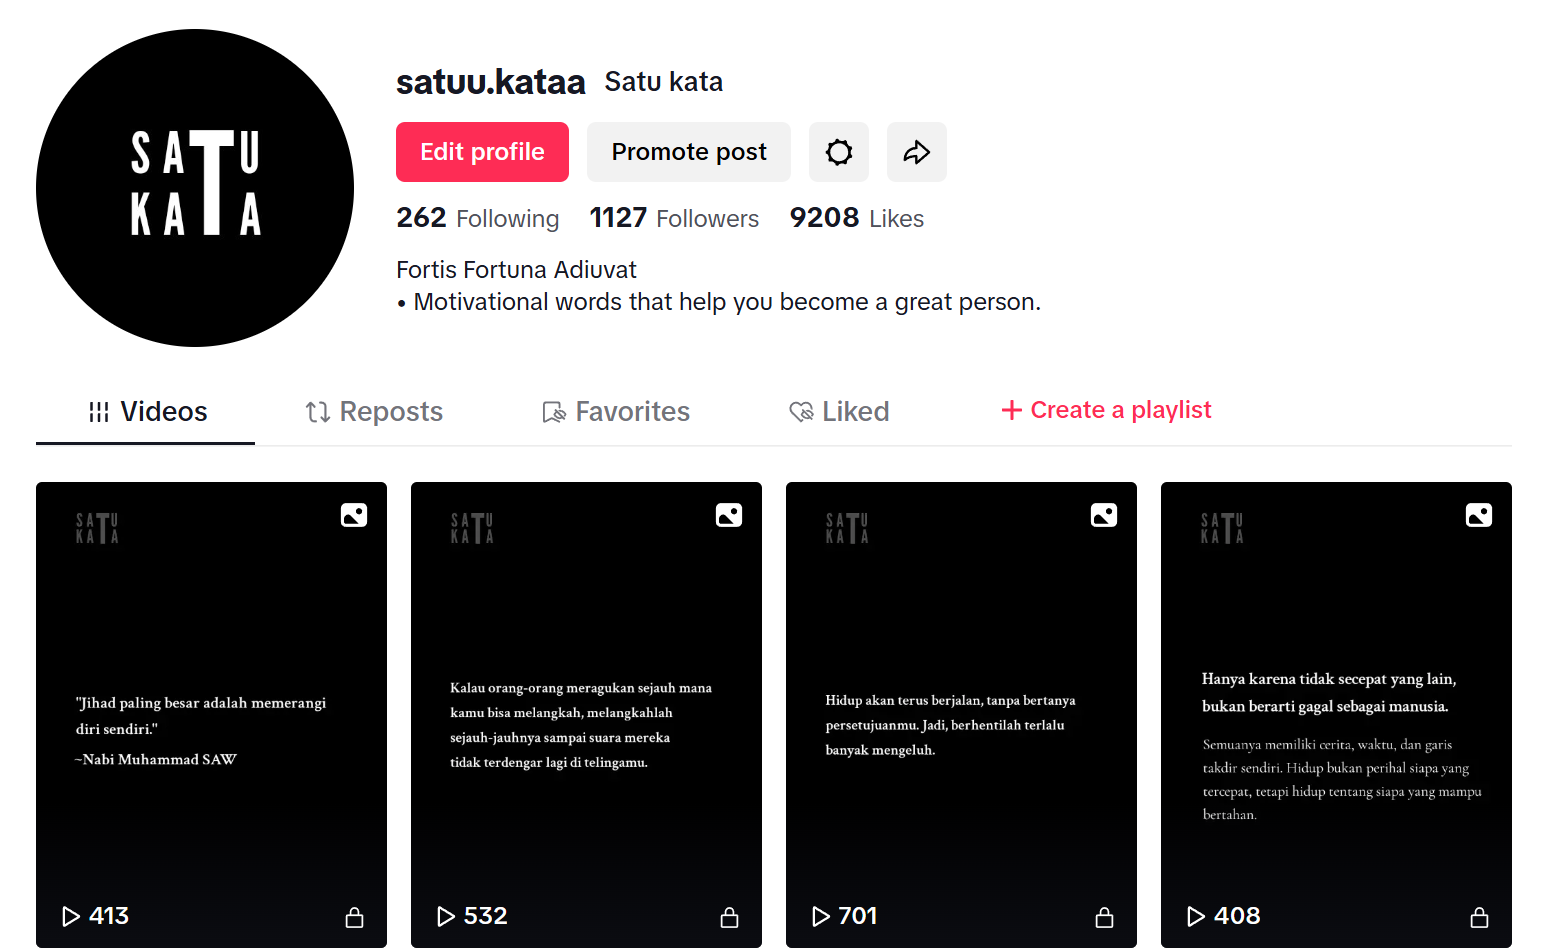 SATU
KATA
satuu.kataa Satu kata
Edit profile Promote post
262 Following 1127 Followers 9208 Likes
Fortis Fortuna Adiuvat
• Motivational words that help you become a great person.
Videos Reposts Favorites Liked + Create a playlist
SATU
KATA
"Jihad paling besar adalah memerangi
diri sendiri."
~Nabi Muhammad SAW
413
SATU
KATA
Kalau orang-orang meragukan sejauh mana
kamu bisa melangkah, melangkahlah
sejauh-jauhnya sampai suara mereka
tidak terdengar lagi di telingamu.
532
SATU
KATA
Hidup akan terus berjalan, tanpa bertanya
persetujuanmu. Jadi, berhentilah terlalu
banyak mengeluh.
701
SATU
KATA
Hanya karena tidak secepat yang lain,
bukan berarti gagal sebagai manusia.
Semuanya memiliki cerita, waktu, dan garis
takdir sendiri. Hidup bukan perihal siapa yang
tercepat, tetapi hidup tentang siapa yang mampu
bertahan.
408